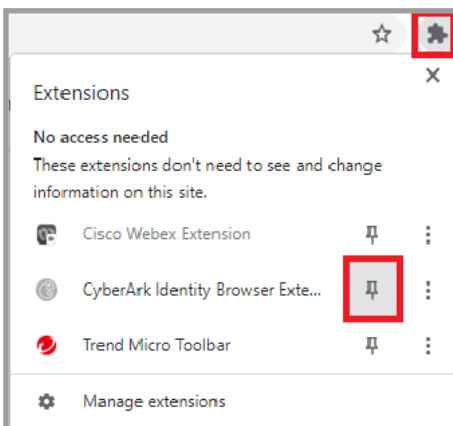 Extensions
No access needed
These extensions don't need to see and change
information on this site.
Cisco Webex Extension
CyberArk Identity Browser Exte...
Trend Micro Toolbar
Manage extensions